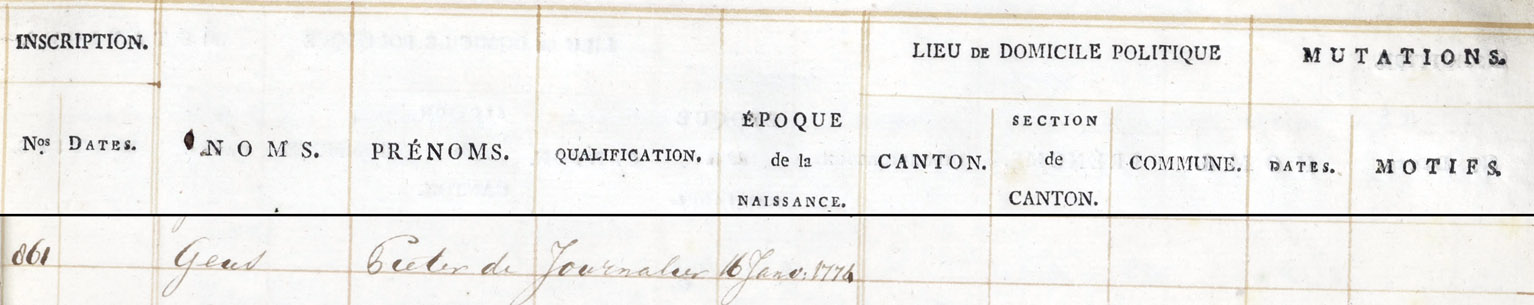 INSCRIPTION. LIEU DE DOMICILE POLITIQUE MUTATIONS.
Nos DATES. NOMS. PRÉNOMS. QUALIFICATION. ÉPOQUE de la NAISSANCE. CANTON. SECTION de CANTON. COMMUNE. DATES. MOTIFS.
861 Geus Pieter de Journalier 16 Janv: 1774